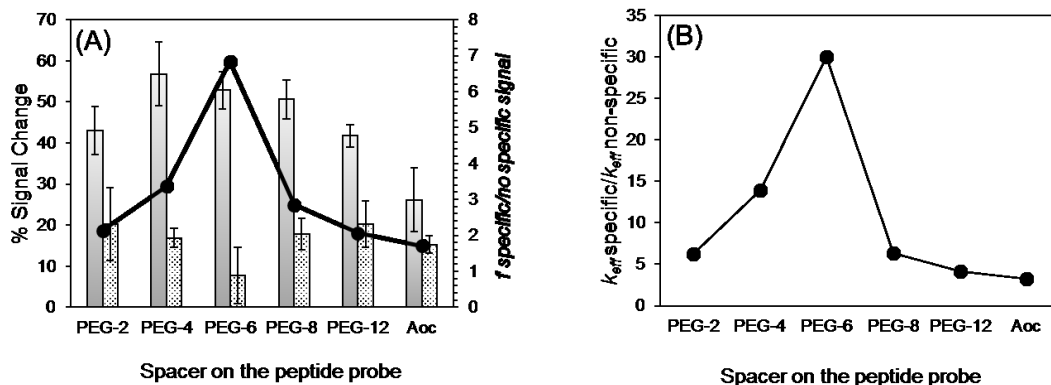 (A)
% Signal Change
70
60
50
40
30
20
10
0
8
7
6
5
4
3
2
1
0
f specific/no specific signal
PEG-2 PEG-4 PEG-6 PEG-8 PEG-12 Aoc
Spacer on the peptide probe
(B)
keff specific/keff non-specific
35
30
25
20
15
10
5
0
PEG-2 PEG-4 PEG-6 PEG-8 PEG-12 Aoc
Spacer on the peptide probe